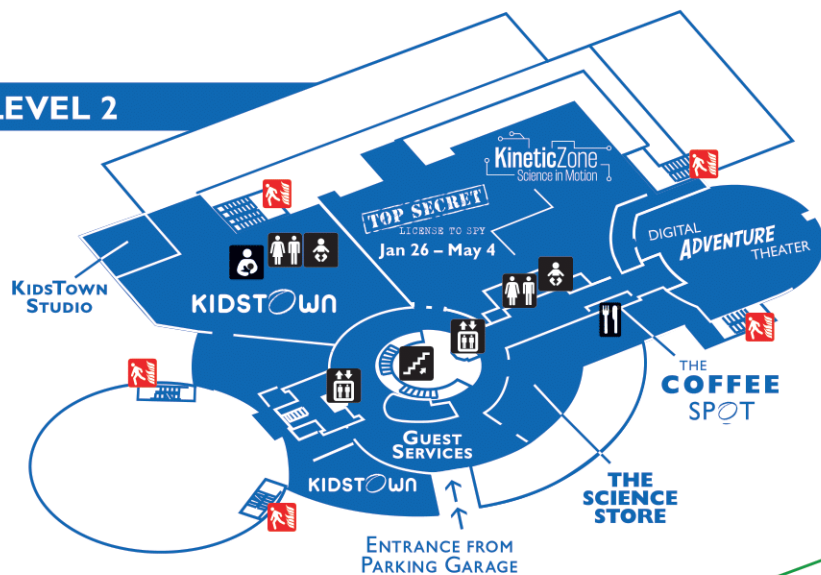 LEVEL 2
KineticZone
Science in Motion
TOP SECRET
LICENSE TO SPY
Jan 26 – May 4
DIGITAL
ADVENTURE
THEATER
KIDSTOWN
STUDIO
KIDSTOWN
THE
COFFEE
SPOT
GUEST
SERVICES
KIDSTOWN
THE
SCIENCE
STORE
ENTRANCE FROM
PARKING GARAGE